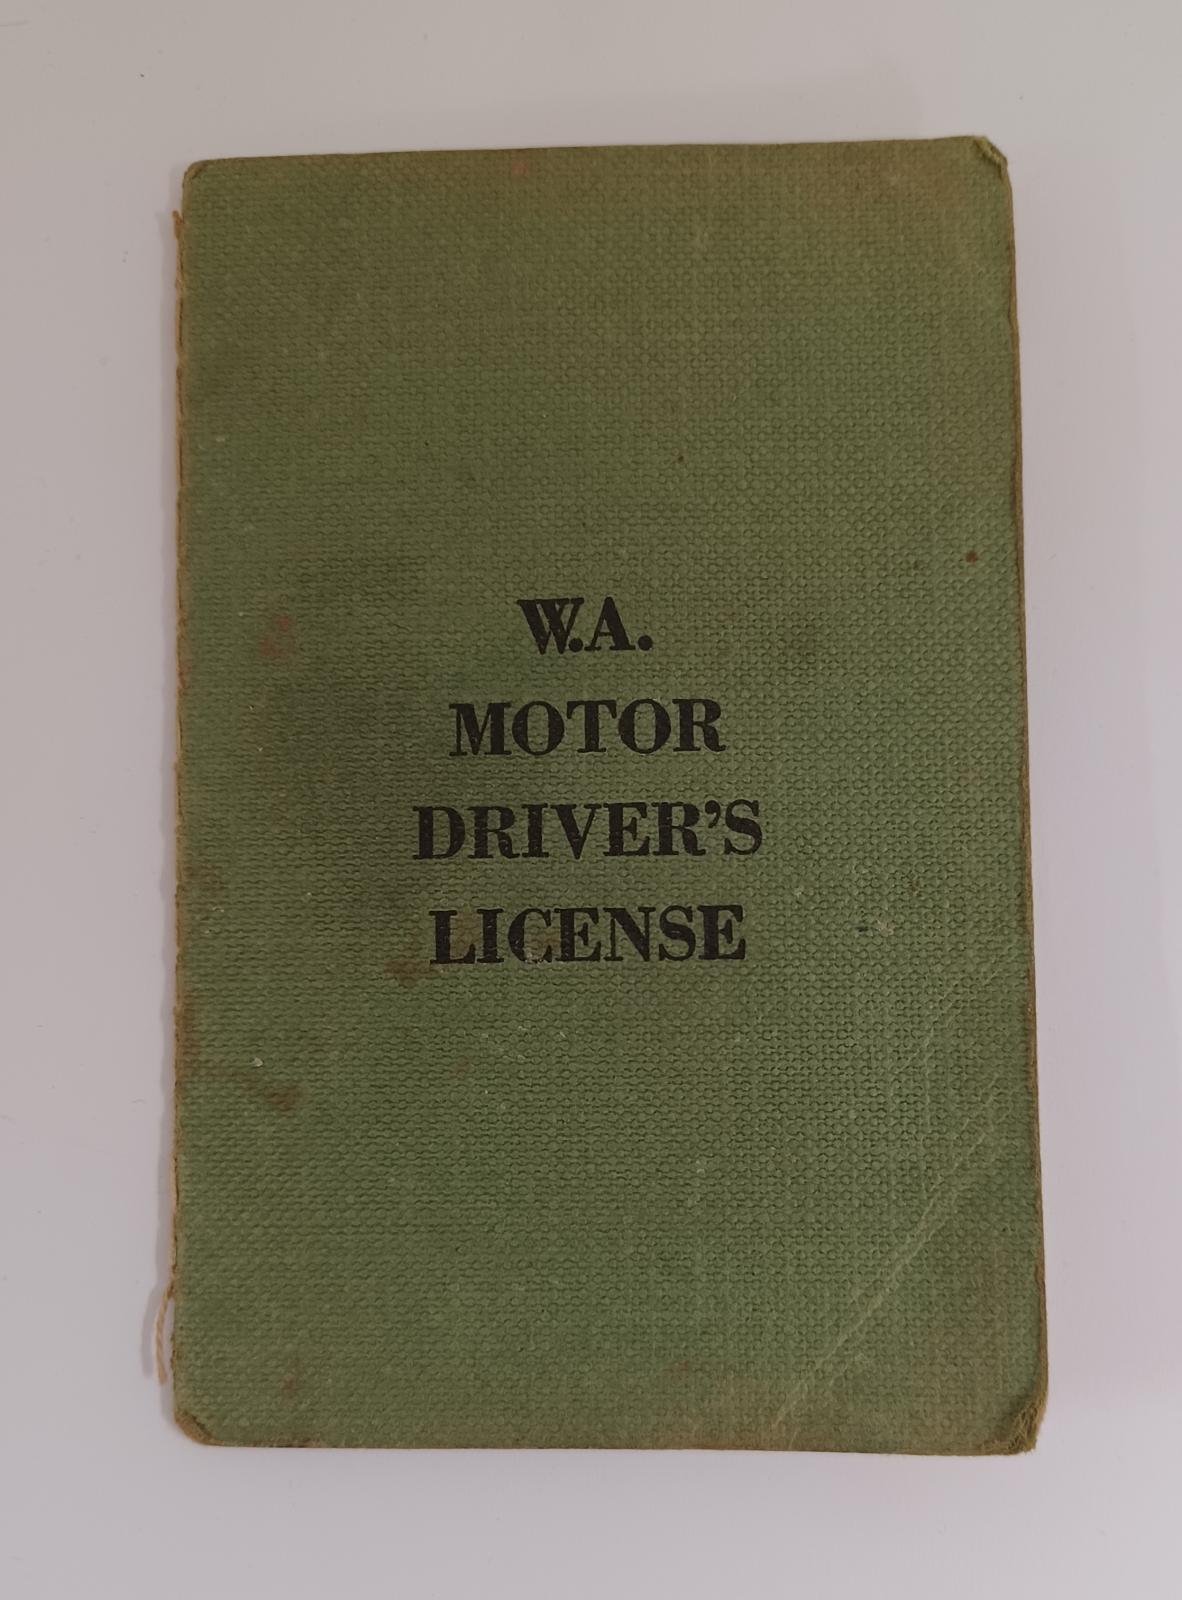 W.A.
MOTOR
DRIVER'S
LICENSE